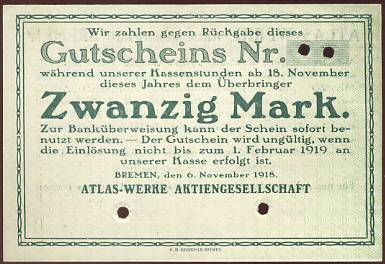 Wir zahlen gegen Rückgabe dieses
Gutscheins Nr.
während unserer Kassenstunden ab 18. November
dieses Jahres dem Überbringer
Zwanzig Mark.
Zur Banküberweisung kann der Schein sofort be-
nutzt werden. — Der Gutschein wird ungültig, wenn
die Einlösung nicht bis zum 1. Februar 1919 an
unserer Kasse erfolgt ist.
BREMEN, den 6. November 1918.
ATLAS-WERKE AKTIENGESELLSCHAFT